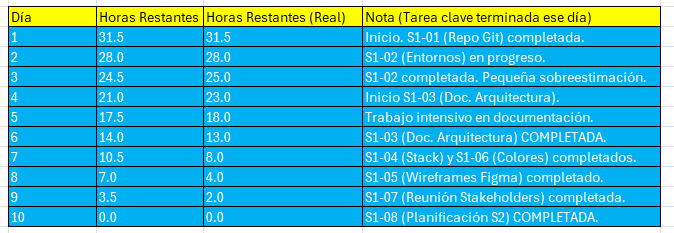 Día Horas Restantes Horas Restantes (Real) Nota (Tarea clave terminada ese día)
1 31.5 31.5 Inicio. S1-01 (Repo Git) completada.
2 28.0 28.0 S1-02 (Entornos) en progreso.
3 24.5 25.0 S1-02 completada. Pequeña sobreestimación.
4 21.0 23.0 Inicio S1-03 (Doc. Arquitectura).
5 17.5 18.0 Trabajo intensivo en documentación.
6 14.0 13.0 S1-03 (Doc. Arquitectura) COMPLETADA.
7 10.5 8.0 S1-04 (Stack) y S1-06 (Colores) completados.
8 7.0 4.0 S1-05 (Wireframes Figma) completado.
9 3.5 2.0 S1-07 (Reunión Stakeholders) completada.
10 0.0 0.0 S1-08 (Planificación S2) COMPLETADA.